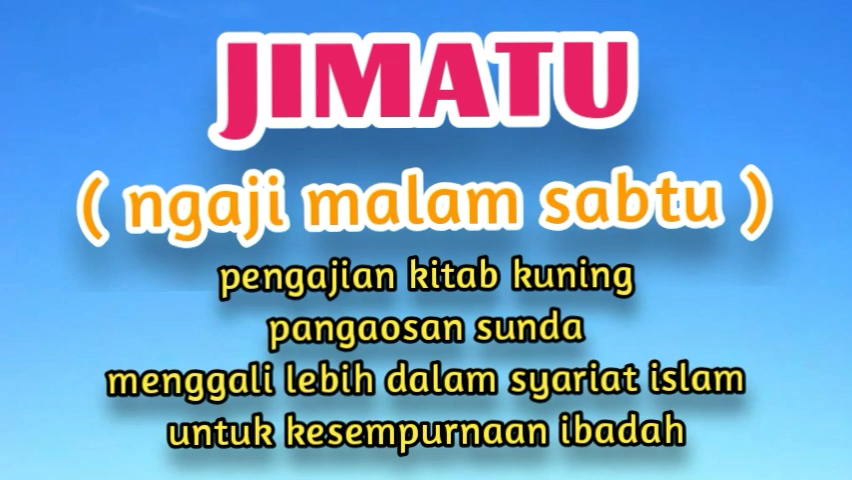 JIMATU
( ngaji malam sabtu )
pengajian kitab kuning
pangaosan sunda
menggali lebih dalam syariat islam
untuk kesempurnaan ibadah